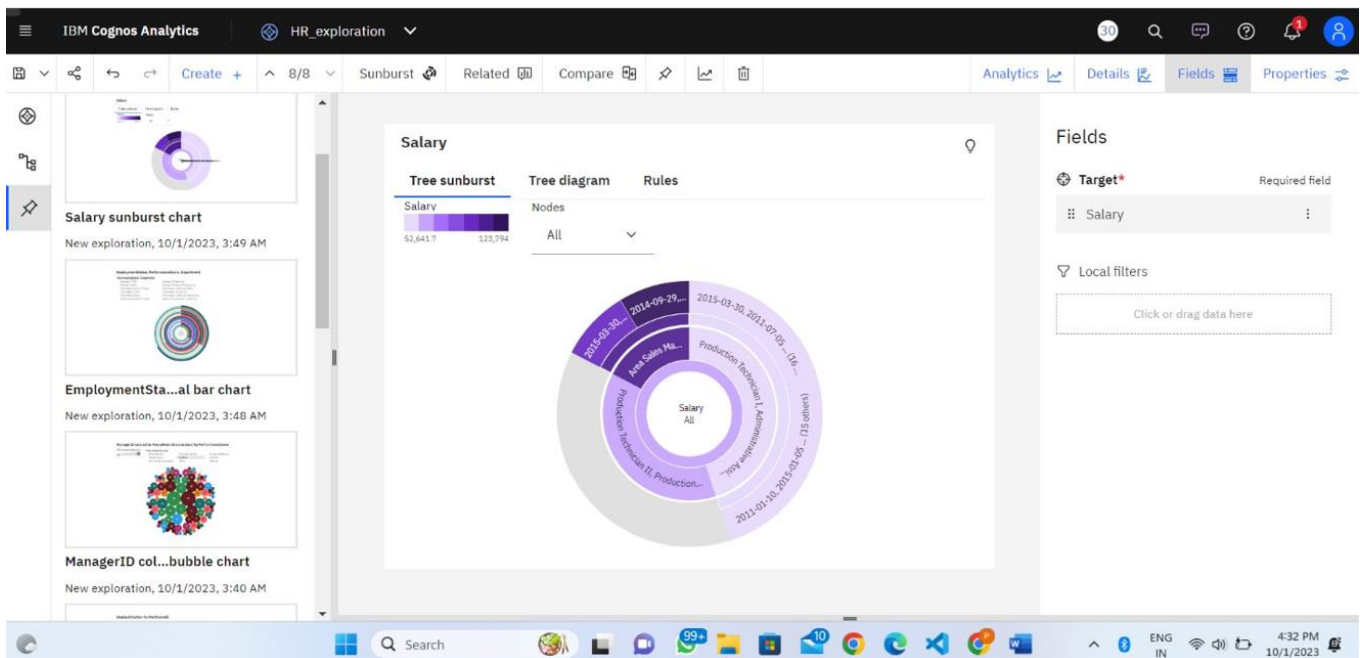 IBM Cognos Analytics
HR_exploration
30
1
Create +
8/8
Sunburst
Related
Compare
Analytics
Details
Fields
Properties
Salary sunburst chart
New exploration, 10/1/2023, 3:49 AM
EmploymentSta...al bar chart
New exploration, 10/1/2023, 3:48 AM
ManagerID col...bubble chart
New exploration, 10/1/2023, 3:40 AM
Salary
Tree sunburst
Tree diagram
Rules
Salary
52,641.7
123,794
Nodes
All
2015-03-30,...
2014-09-29,...
2015-03-30, 2011-07-05 ... (16 ...
Area Sales Ma...
Production Technician I, Administrative Assi...
Production Technician II, Production...
2011-01-10, 2015-01-05 ... (15 others)
Salary
All
Fields
Target*
Required field
Salary
Local filters
Click or drag data here
Search
99+
10
ENG
IN
4:32 PM
10/1/2023